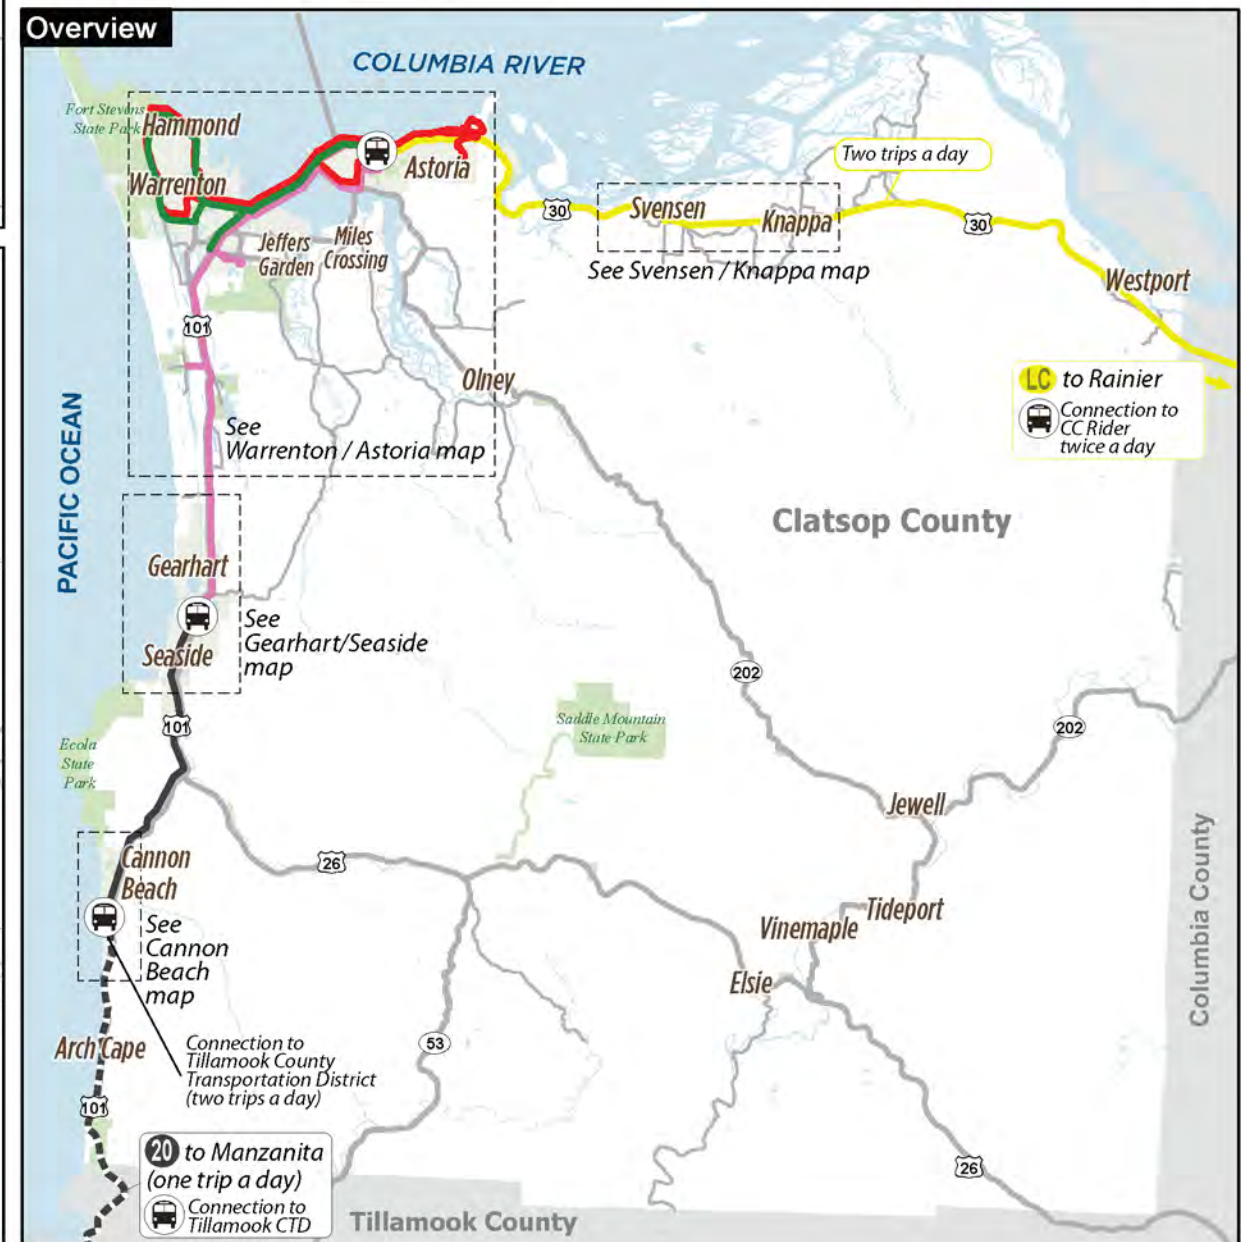 Overview
COLUMBIA RIVER
Fort Stevens
State Park
Hammond
Warrenton
Astoria
Two trips a day
30
Svensen
Knappa
30
See Svensen / Knappa map
Westport
Jeffers
Garden
Miles
Crossing
101
Olney
LC to Rainier
Connection to
CC Rider
twice a day
See
Warrenton / Astoria map
PACIFIC OCEAN
Clatsop County
Gearhart
See
Gearhart/Seaside
map
Seaside
101
202
202
Saddle Mountain
State Park
Ecola
State
Park
Jewell
Cannon
Beach
26
See
Cannon
Beach
map
Vinemaple
Tideport
Elsie
Columbia County
Arch Cape
Connection to
Tillamook County
Transportation District
(two trips a day)
53
101
20 to Manzanita
(one trip a day)
Connection to
Tillamook CTD
26
Tillamook County